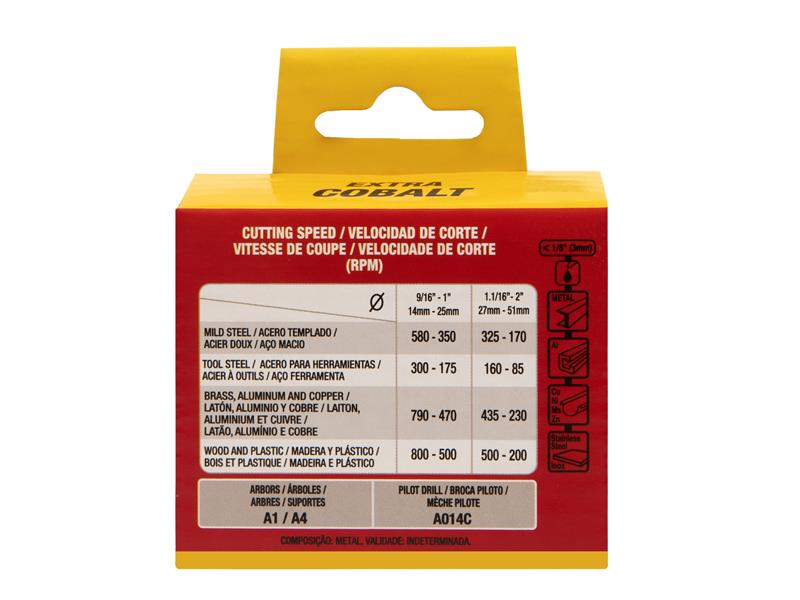 EXTRA
COBALT
CUTTING SPEED / VELOCIDAD DE CORTE /
VITESSE DE COUPE / VELOCIDADE DE CORTE
(RPM)
< 1/8" (3mm)
Ø 9/16" - 1" 1.1/16"- 2"
14mm - 25mm 27mm - 51mm
MILD STEEL / ACERO TEMPLADO /
ACIER DOUX / AÇO MACIO
580 - 350 325 - 170
TOOL STEEL / ACERO PARA HERRAMIENTAS /
ACIER À OUTILS / AÇO FERRAMENTA
300 - 175 160 - 85
BRASS, ALUMINUM AND COPPER /
LATÓN, ALUMINIO Y COBRE / LAITON,
ALUMINIUM ET CUIVRE /
LATÃO, ALUMÍNIO E COBRE
790 - 470 435 - 230
WOOD AND PLASTIC / MADERA Y PLÁSTICO /
BOIS ET PLASTIQUE / MADEIRA E PLÁSTICO
800 - 500 500 - 200
METAL
Al
Cu
Ni
Ms
Zn
Stainless
Steel
Inox
ARBORS / ÁRBOLES /
ARBRES / SUPORTES
A1 / A4
PILOT DRILL / BROCA PILOTO /
MÈCHE PILOTE
A014C
COMPOSIÇÃO: METAL. VALIDADE: INDETERMINADA.